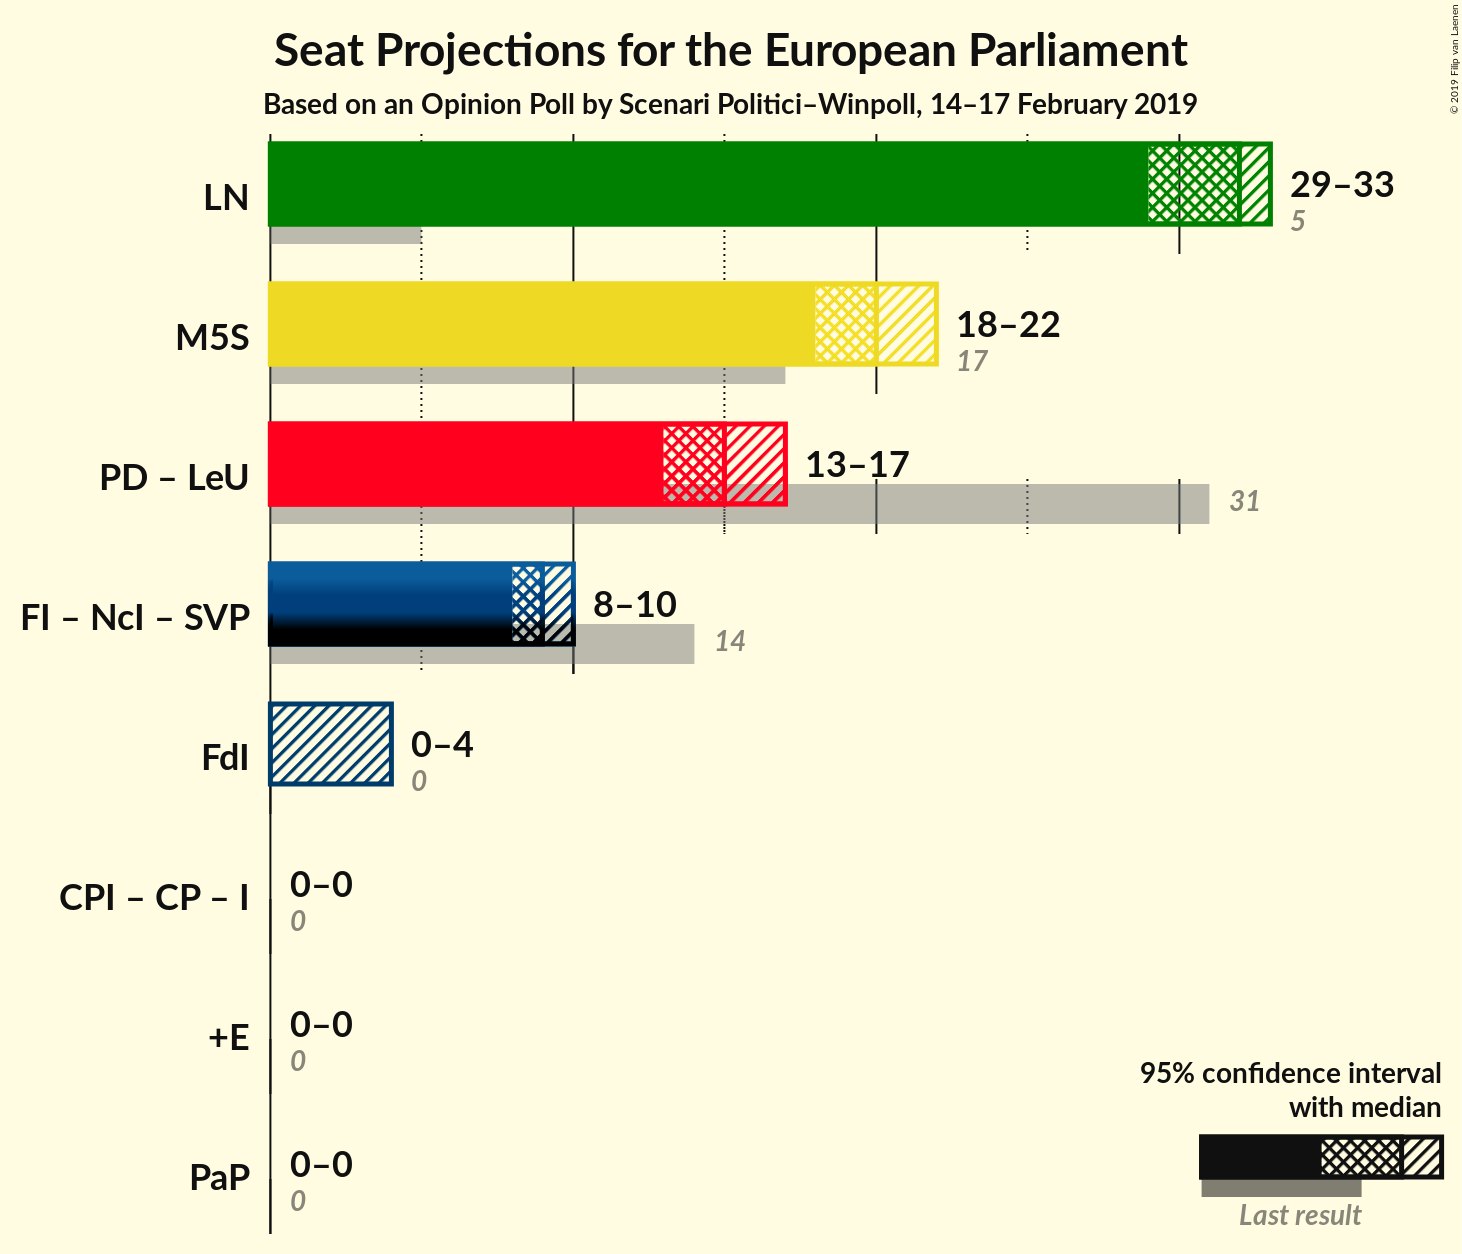 Seat Projections for the European Parliament
Based on an Opinion Poll by Scenari Politici–Winpoll, 14–17 February 2019
© 2019 Filip van Laenen
LN
29–33
5
M5S
18–22
17
PD – LeU
13–17
31
FI – NcI – SVP
8–10
14
FdI
0–4
0
CPI – CP – I
0–0
0
+E
0–0
0
PaP
0–0
0
95% confidence interval
with median
Last result